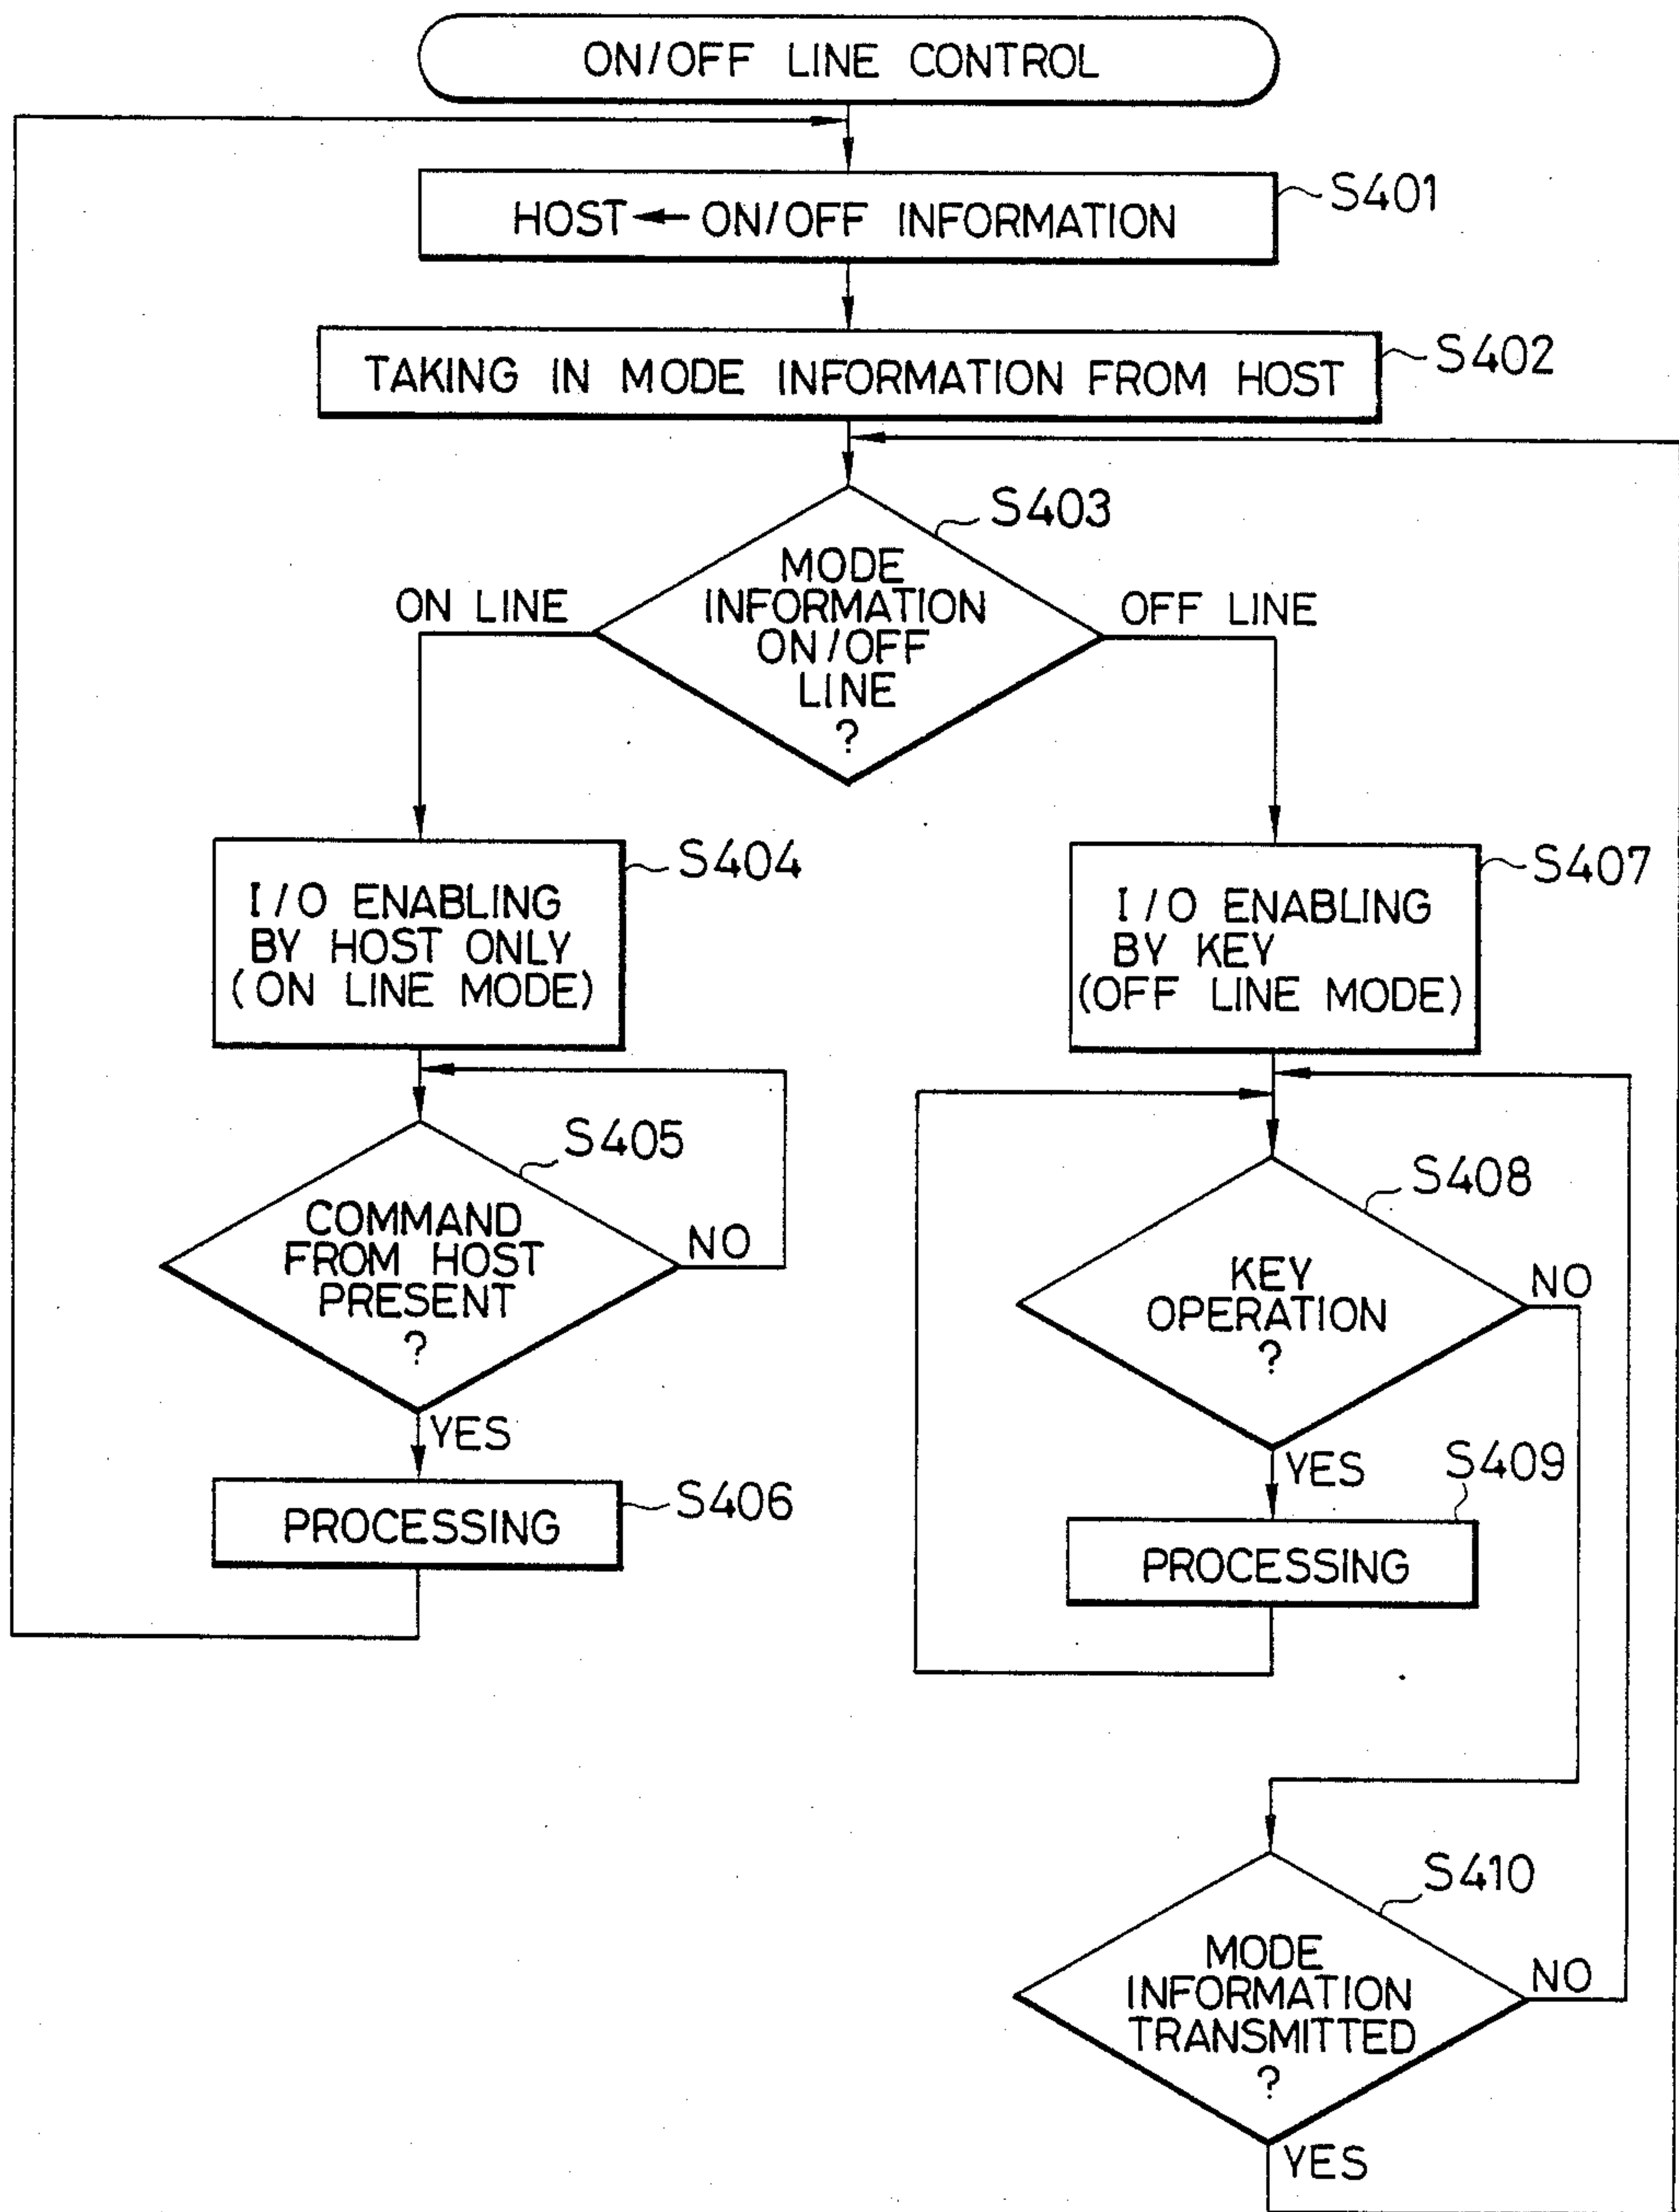 ON/OFF LINE CONTROL
HOST ← ON/OFF INFORMATION
S401
TAKING IN MODE INFORMATION FROM HOST
S402
S403
MODE
INFORMATION
ON/OFF
LINE
?
ON LINE
OFF LINE
S404
I/O ENABLING
BY HOST ONLY
(ON LINE MODE)
S407
I/O ENABLING
BY KEY
(OFF LINE MODE)
S405
COMMAND
FROM HOST
PRESENT
?
NO
YES
S406
PROCESSING
S408
KEY
OPERATION
?
NO
YES
S409
PROCESSING
S410
MODE
INFORMATION
TRANSMITTED
?
NO
YES